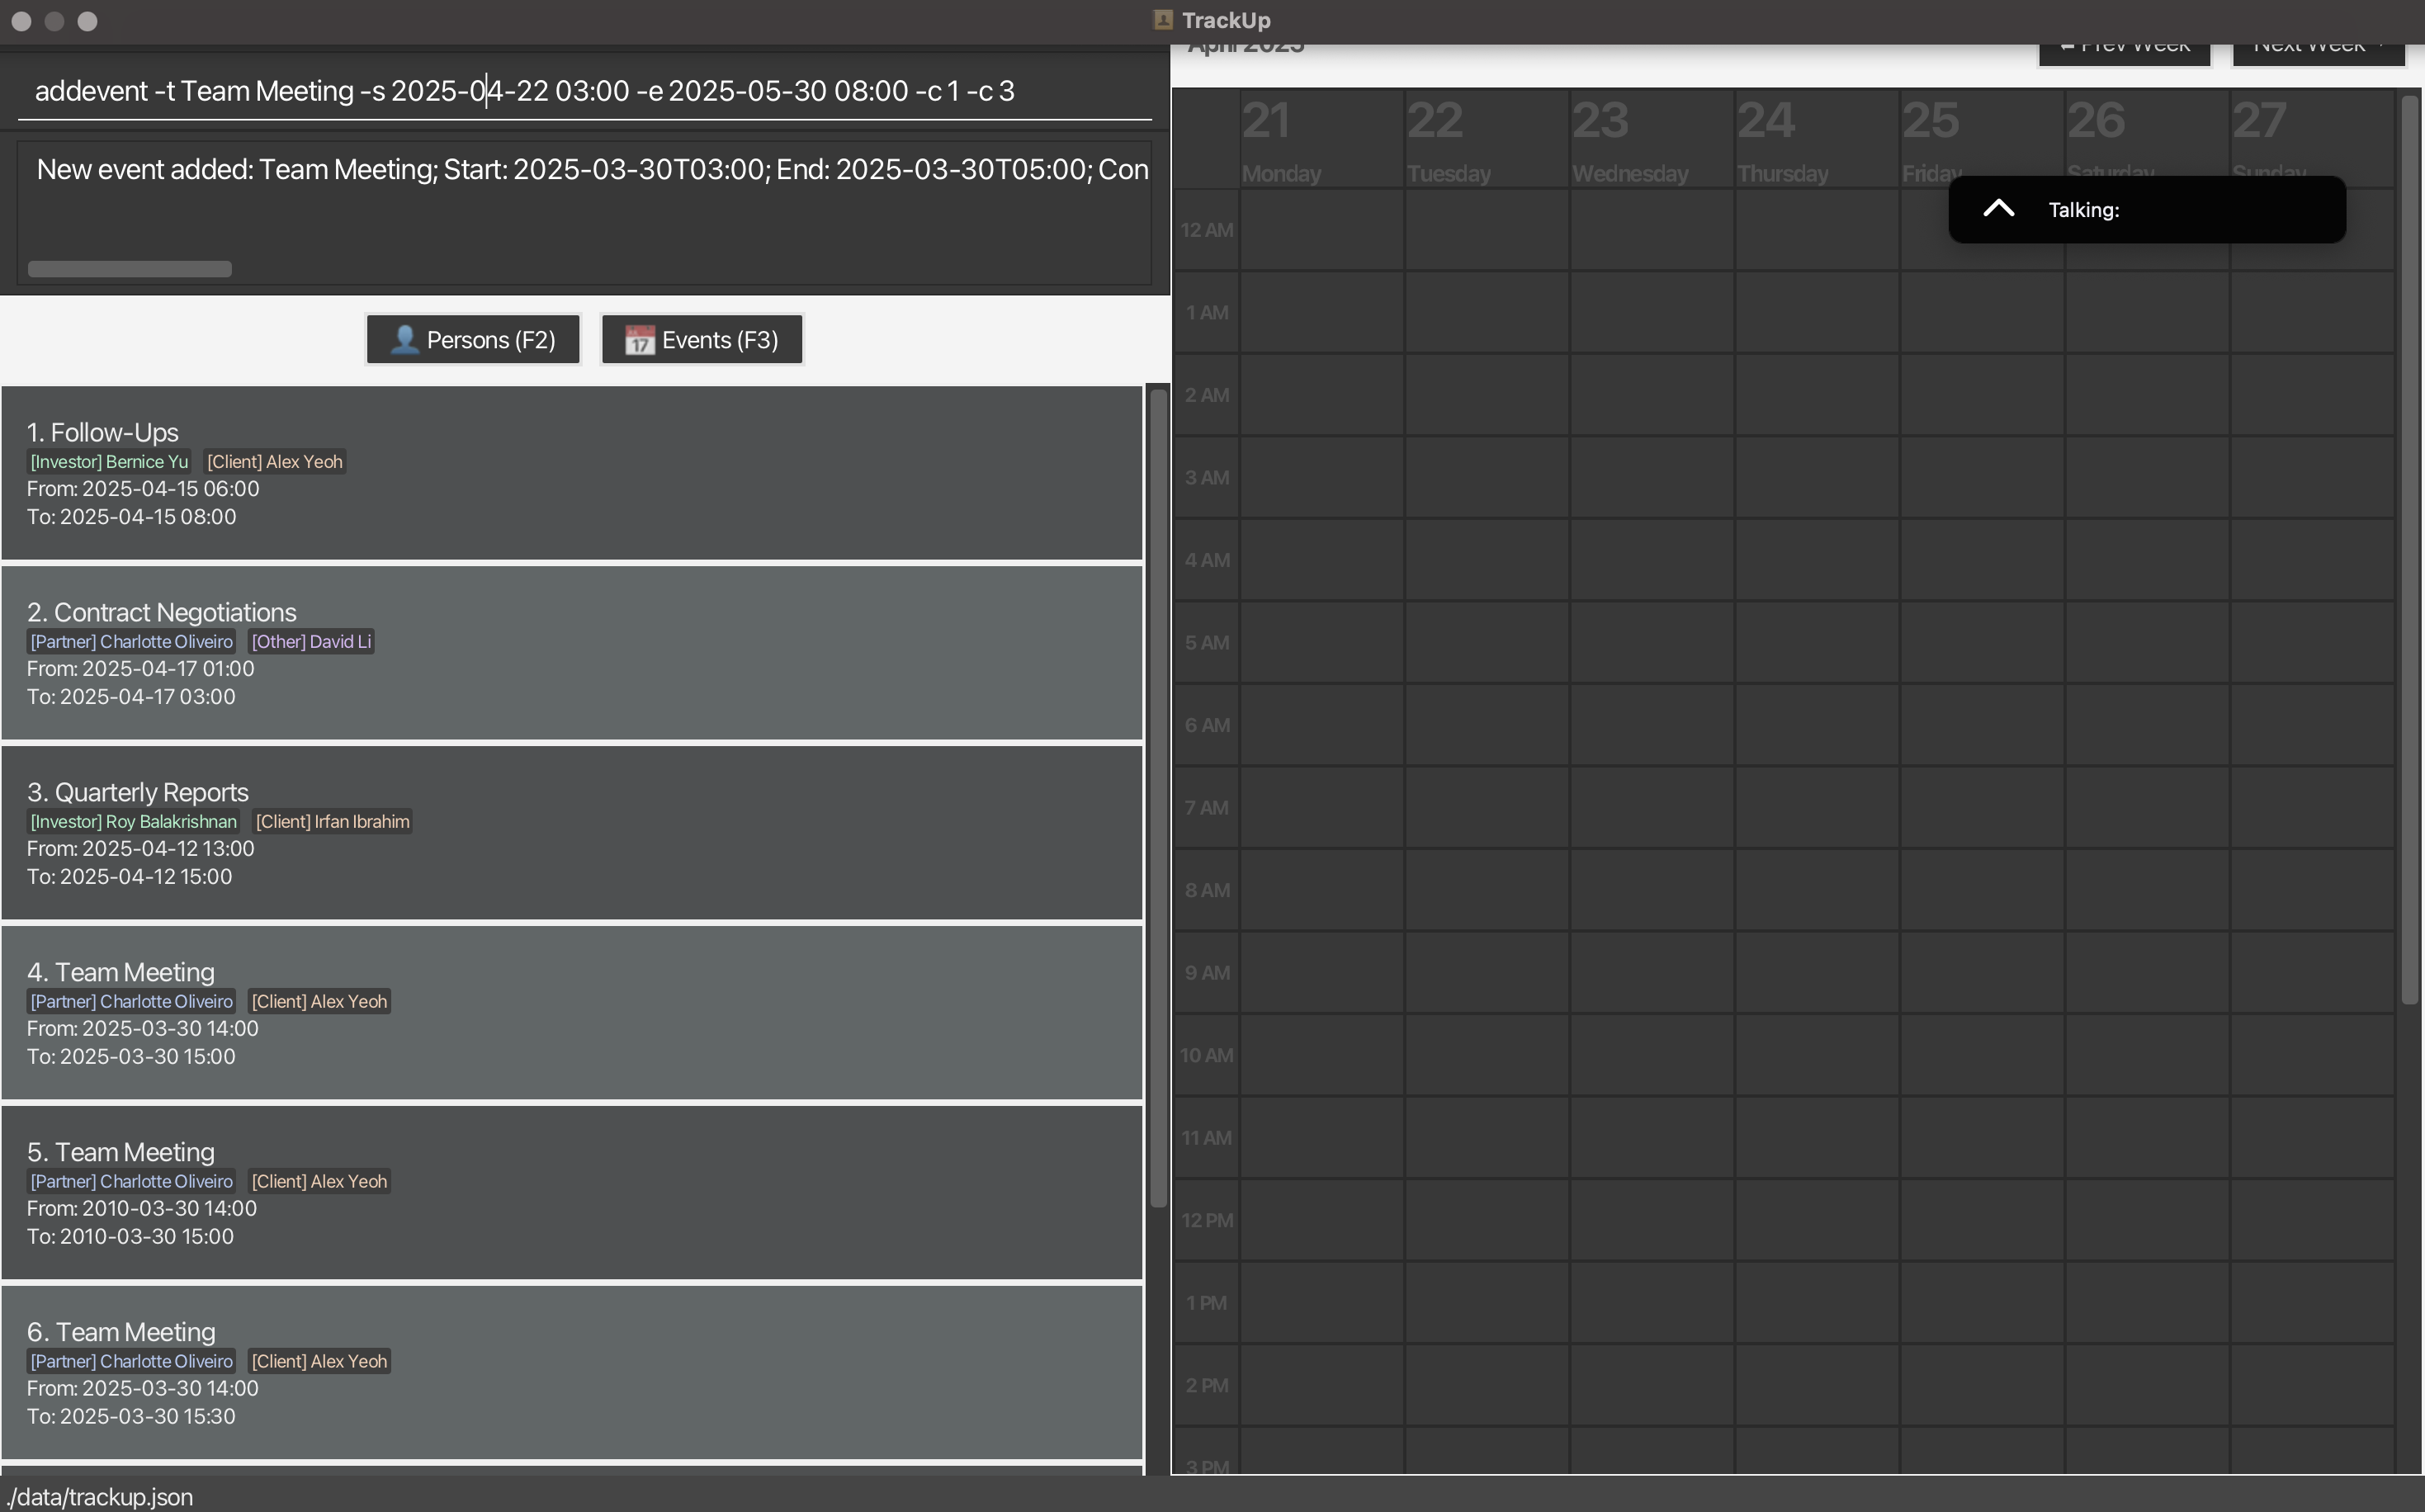 TrackUp
addevent -t Team Meeting -s 2025-04-22 03:00 -e 2025-05-30 08:00 -c 1 -c 3
New event added: Team Meeting; Start: 2025-03-30T03:00; End: 2025-03-30T05:00; Con
Persons (F2)
17 Events (F3)
1. Follow-Ups
[Investor] Bernice Yu [Client] Alex Yeoh
From: 2025-04-15 06:00
To: 2025-04-15 08:00
2. Contract Negotiations
[Partner] Charlotte Oliveiro [Other] David Li
From: 2025-04-17 01:00
To: 2025-04-17 03:00
3. Quarterly Reports
[Investor] Roy Balakrishnan [Client] Irfan Ibrahim
From: 2025-04-12 13:00
To: 2025-04-12 15:00
4. Team Meeting
[Partner] Charlotte Oliveiro [Client] Alex Yeoh
From: 2025-03-30 14:00
To: 2025-03-30 15:00
5. Team Meeting
[Partner] Charlotte Oliveiro [Client] Alex Yeoh
From: 2010-03-30 14:00
To: 2010-03-30 15:00
6. Team Meeting
[Partner] Charlotte Oliveiro [Client] Alex Yeoh
From: 2025-03-30 14:00
To: 2025-03-30 15:30
./data/trackup.json
April 2025
← Prev Week
Next Week
21 22 23 24 25 26 27
Monday Tuesday Wednesday Thursday Friday Saturday Sunday
Talking:
12 AM
1 AM
2 AM
3 AM
4 AM
5 AM
6 AM
7 AM
8 AM
9 AM
10 AM
11 AM
12 PM
1 PM
2 PM
3 PM